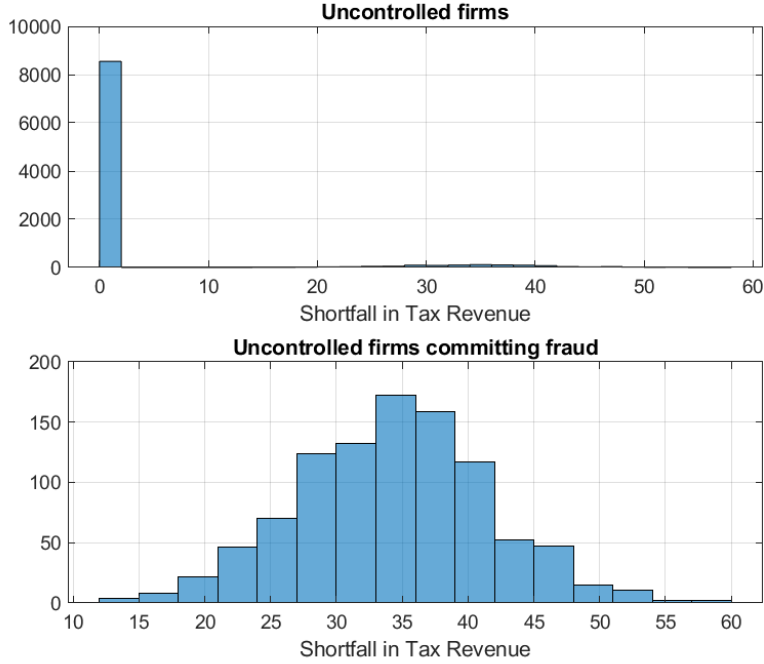 Uncontrolled firms
10000
8000
6000
4000
2000
0
0 10 20 30 40 50 60
Shortfall in Tax Revenue
Uncontrolled firms committing fraud
200
150
100
50
0
10 15 20 25 30 35 40 45 50 55 60
Shortfall in Tax Revenue